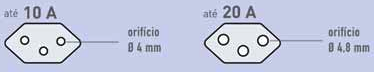 até 10 A
orifício
Ø 4 mm
até 20 A
orifício
Ø 4,8 mm